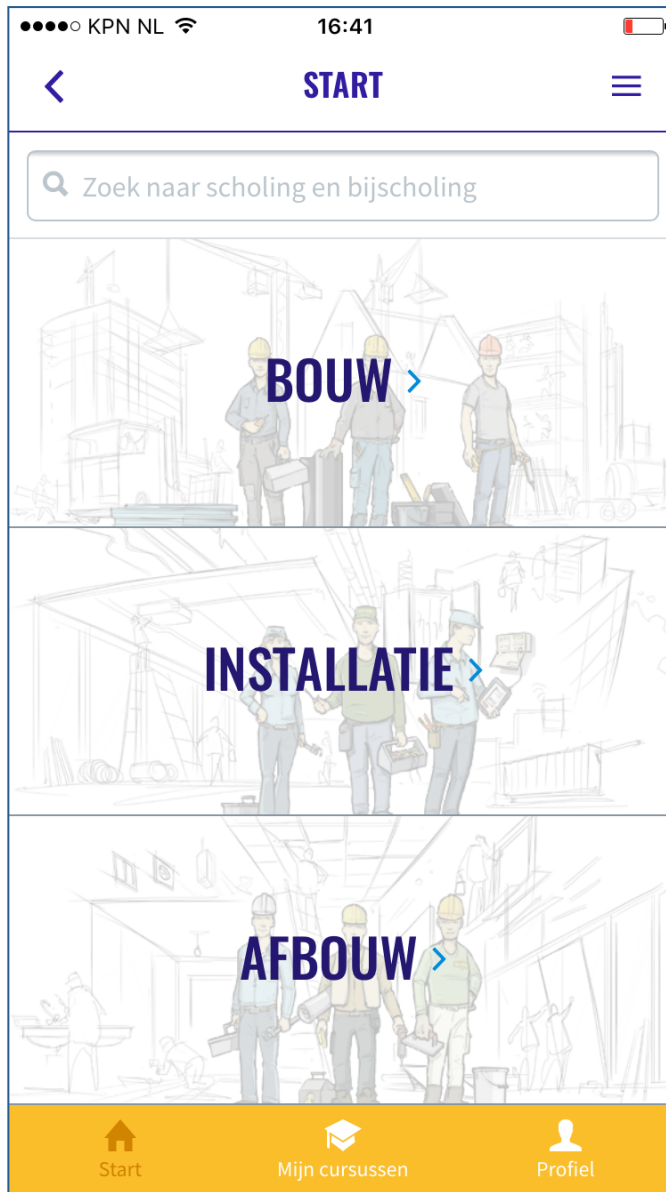 KPN NL 16:41
START
Zoek naar scholing en bijscholing
BOUW
INSTALLATIE
AFBOUW
Start Mijn cursussen Profiel